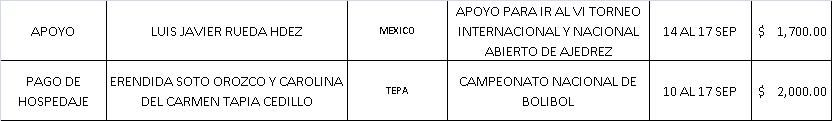 APOYO
LUIS JAVIER RUEDA HDEZ
MEXICO
APOYO PARA IR AL VI TORNEO
INTERNACIONAL Y NACIONAL
ABIERTO DE AJEDREZ
14 AL 17 SEP
$ 1,700.00
PAGO DE
HOSPEDAJE
ERENDIDA SOTO OROZCO Y CAROLINA
DEL CARMEN TAPIA CEDILLO
TEPA
CAMPEONATO NACIONAL DE
BOLIBOL
10 AL 17 SEP
$ 2,000.00